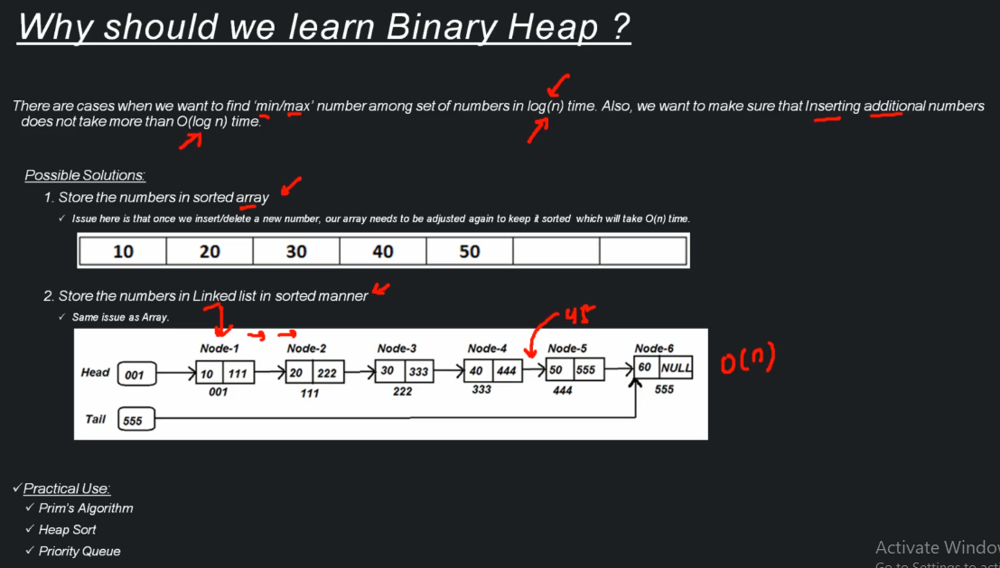 Why should we learn Binary Heap ?
There are cases when we want to find 'min/max' number among set of numbers in log(n) time. Also, we want to make sure that Inserting additional numbers
does not take more than O(log n) time.
Possible Solutions:
1. Store the numbers in sorted array
✓ Issue here is that once we insert/delete a new number, our array needs to be adjusted again to keep it sorted which will take O(n) time.
10 20 30 40 50
2. Store the numbers in Linked list in sorted manner
✓ Same issue as Array.
45
Node-1 Node-2 Node-3 Node-4 Node-5 Node-6
Head 001 10 111 20 222 30 333 40 444 50 555 60 NULL O(n)
001 111 222 333 444 555
Tail 555
✓ Practical Use:
✓ Prim's Algorithm
✓ Heap Sort
✓ Priority Queue
Activate Windo
Go to Settings to acti